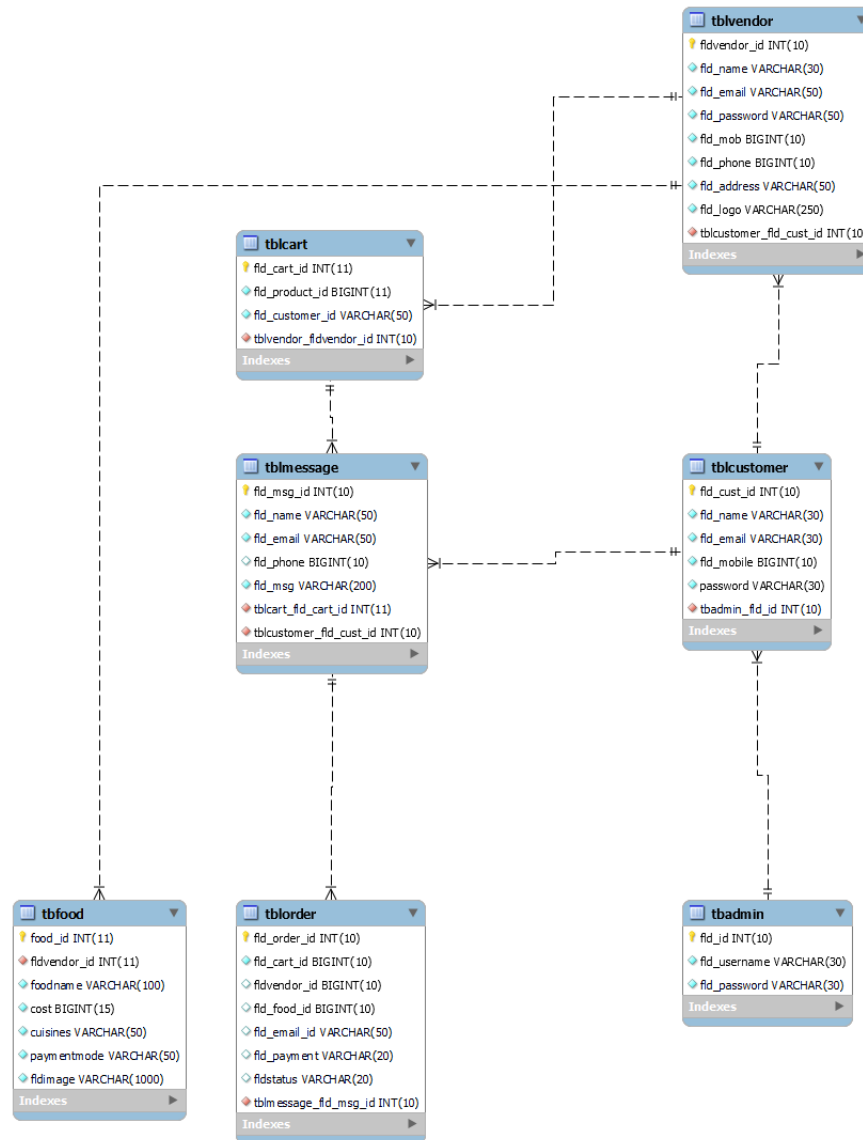 tblvendor
fldvendor_id INT(10)
fld_name VARCHAR(30)
fld_email VARCHAR(50)
fld_password VARCHAR(50)
fld_mob BIGINT(10)
fld_phone BIGINT(10)
fld_address VARCHAR(50)
fld_logo VARCHAR(250)
tblcustomer_fld_cust_id INT(10
Indexes
tblcart
fld_cart_id INT(11)
fld_product_id BIGINT(11)
fld_customer_id VARCHAR(50)
tblvendor_fldvendor_id INT(10)
Indexes
tblmessage
fld_msg_id INT(10)
fld_name VARCHAR(50)
fld_email VARCHAR(50)
fld_phone BIGINT(10)
fld_msg VARCHAR(200)
tblcart_fld_cart_id INT(11)
tblcustomer_fld_cust_id INT(10)
Indexes
tblcustomer
fld_cust_id INT(10)
fld_name VARCHAR(30)
fld_email VARCHAR(30)
fld_mobile BIGINT(10)
password VARCHAR(30)
tbadmin_fld_id INT(10)
Indexes
tbfood
food_id INT(11)
fldvendor_id INT(11)
foodname VARCHAR(100)
cost BIGINT(15)
cuisines VARCHAR(50)
paymentmode VARCHAR(50)
fldimage VARCHAR(1000)
Indexes
tblorder
fld_order_id INT(10)
fld_cart_id BIGINT(10)
fldvendor_id BIGINT(10)
fld_food_id BIGINT(10)
fld_email_id VARCHAR(50)
fld_payment VARCHAR(20)
fldstatus VARCHAR(20)
tblmessage_fld_msg_id INT(10)
Indexes
tbadmin
fld_id INT(10)
fld_username VARCHAR(30)
fld_password VARCHAR(30)
Indexes